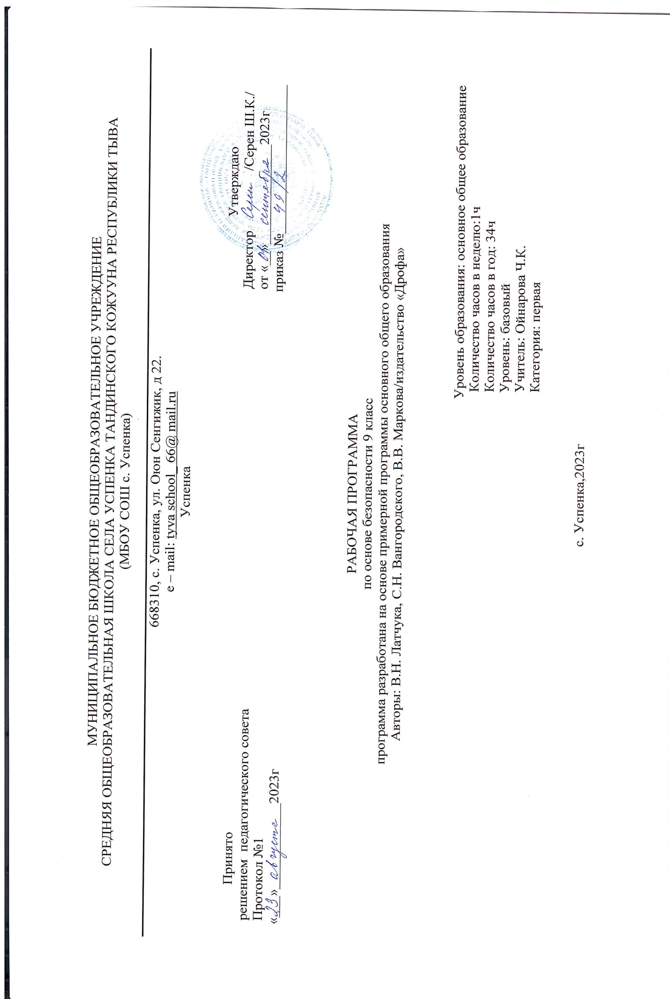 МУНИЦИПАЛЬНОЕ БЮДЖЕТНОЕ ОБЩЕОБРАЗОВАТЕЛЬНОЕ УЧРЕЖДЕНИЕ
СРЕДНЯЯ ОБЩЕОБРАЗОВАТЕЛЬНАЯ ШКОЛА СЕЛА УСПЕНКА ТАНДИНСКОГО КОЖУУНА РЕСПУБЛИКИ ТЫВА
(МБОУ СОШ с. Успенка)
668310, с. Успенка, ул. Оюн Сенгижик, д 22.
e – mail: tyva school_ 66@ mail.ru
Успенка
Принято
решением педагогического совета
Протокол №1
«23» августа 2023г
Утверждаю
Директор Серен /Серен Ш.К./
от « » сентября 2023г
приказ № 49/2
РАБОЧАЯ ПРОГРАММА
по основе безопасности 9 класс
программа разработана на основе примерной программы основного общего образования
Авторы: В.Н. Латчука, С.Н. Вангородского, В.В. Маркова/издательство «Дрофа»
Уровень образования: основное общее образование
Количество часов в неделю:1ч
Количество часов в год: 34ч
Уровень: базовый
Учитель: Ойнарова Ч.К.
Категория: первая
с. Успенка,2023г